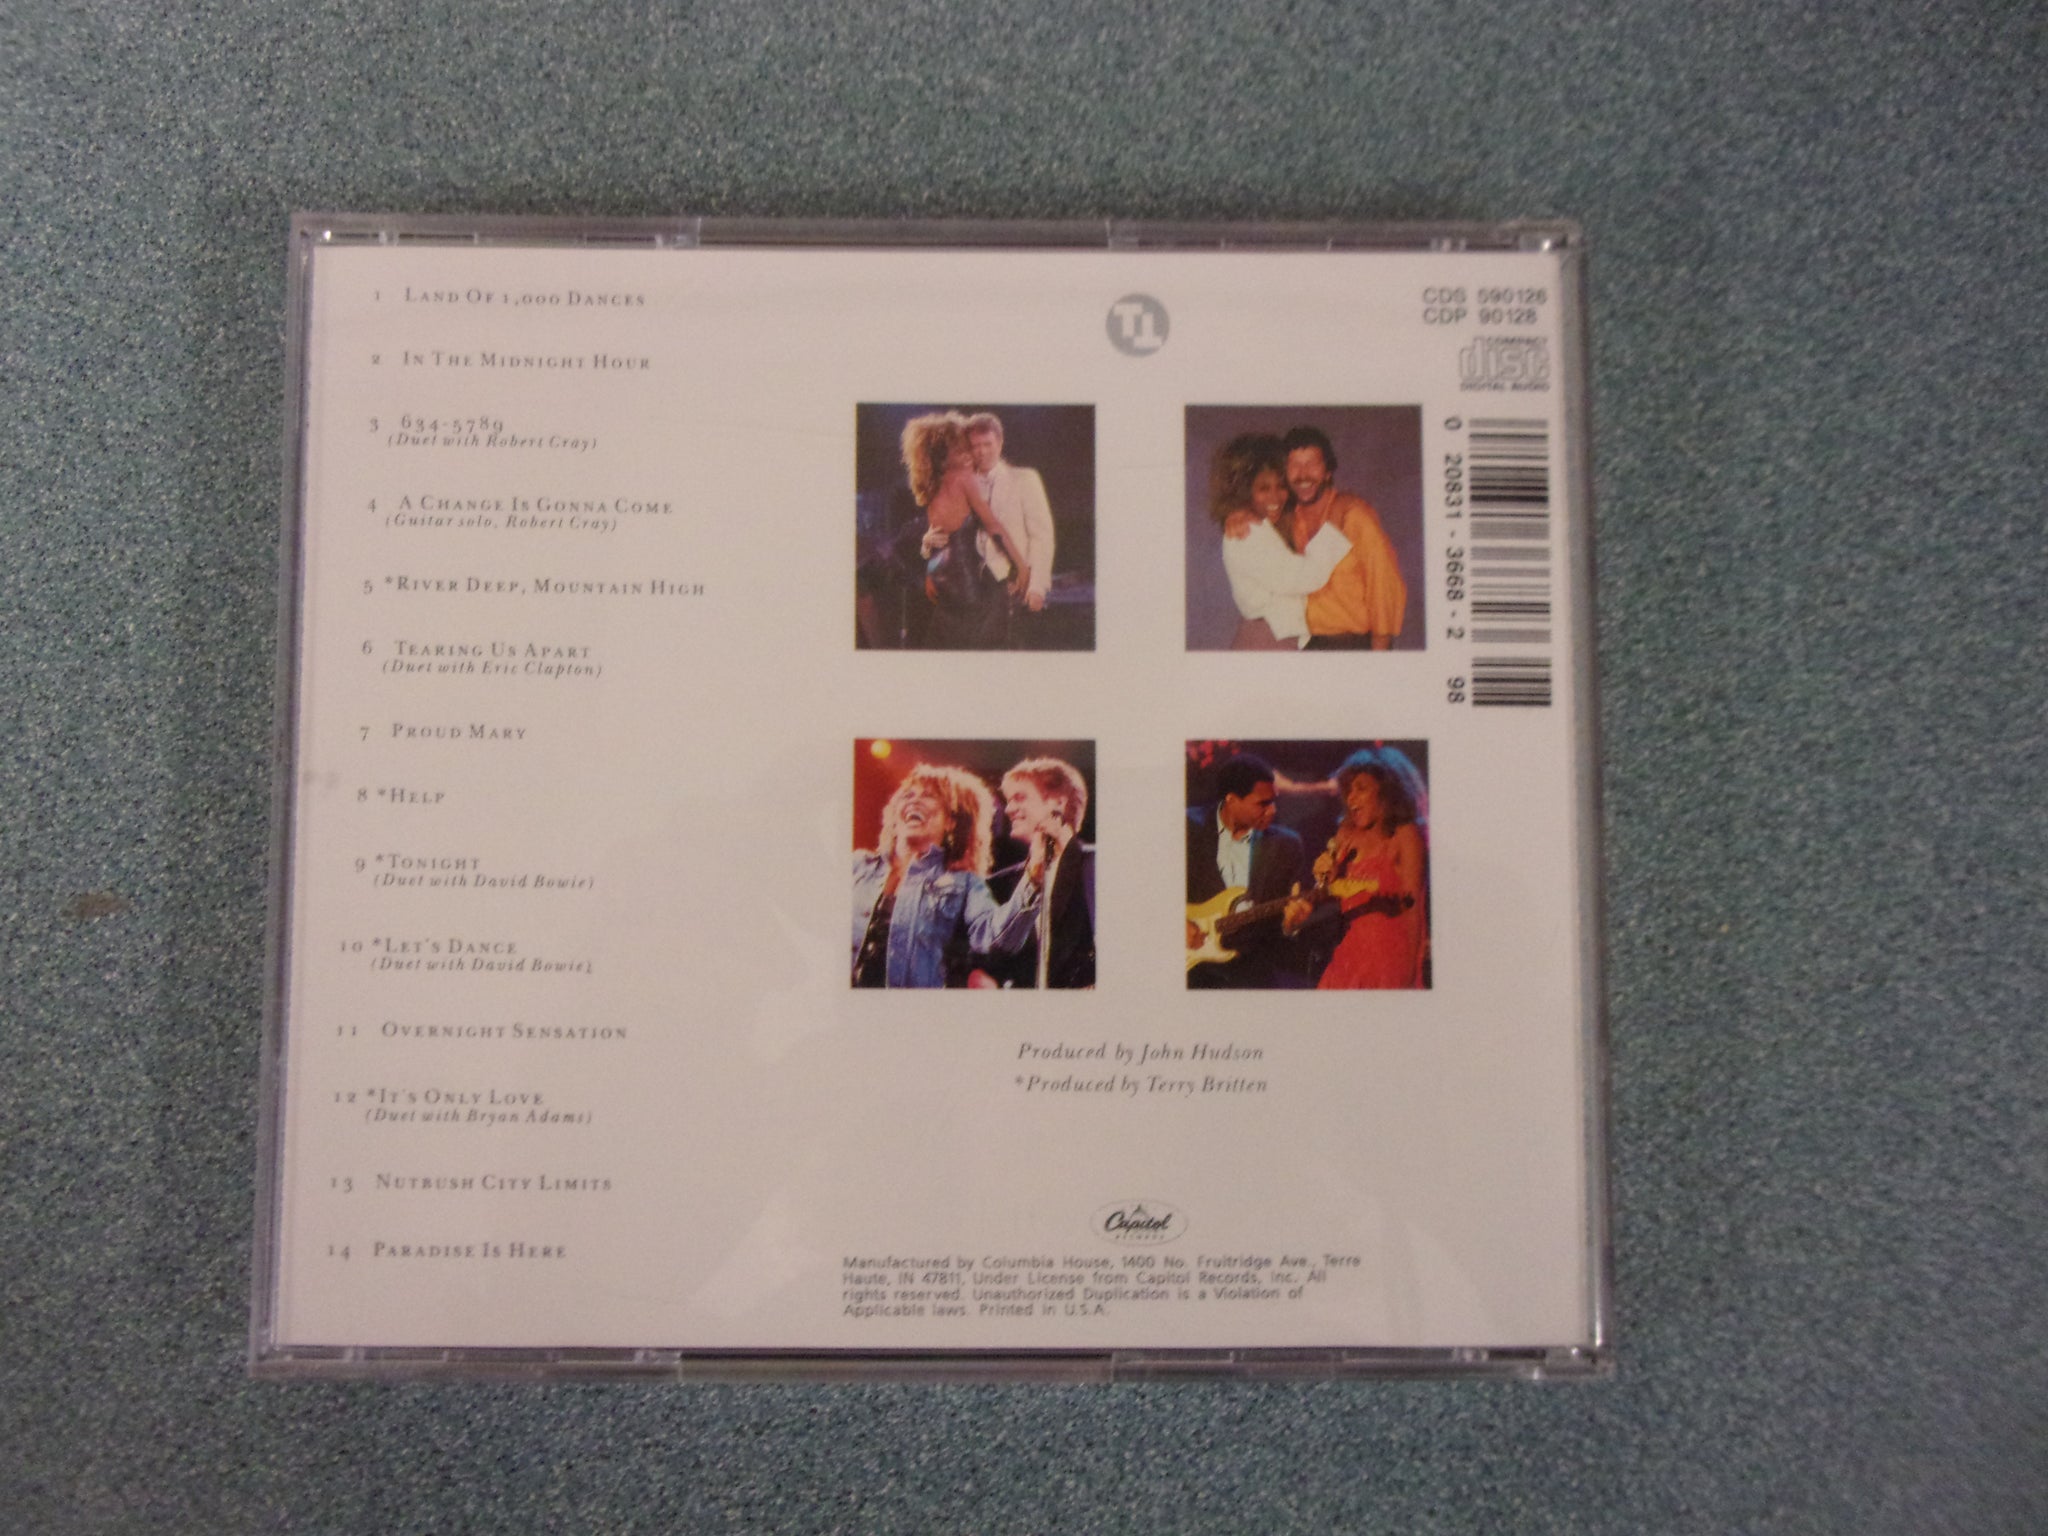 1 LAND OF 1,000 DANCES
2 IN THE MIDNIGHT HOUR
3 634-5789
(Duet with Robert Cray)
4 A CHANGE IS GONNA COME
(Guitar solo, Robert Cray)
5 *RIVER DEEP, MOUNTAIN HIGH
6 TEARING US APART
(Duet with Eric Clapton)
7 PROUD MARY
8 *HELP
9 *TONIGHT
(Duet with David Bowie)
10 *LET'S DANCE
(Duet with David Bowie)
11 OVERNIGHT SENSATION
12 *IT'S ONLY LOVE
(Duet with Bryan Adams)
13 NUTBUSH CITY LIMITS
14 PARADISE IS HERE
TT
CDS 590126
CDP 90128
COMPACT
disc
DIGITAL AUDIO
0 20831-3668-2 98
Produced by John Hudson
*Produced by Terry Britten
Capitol
RECORDS
Manufactured by Columbia House, 1400 No. Fruitridge Ave., Terre
Haute, IN 47811, Under License from Capitol Records, Inc. All
rights reserved. Unauthorized Duplication is a Violation of
Applicable laws. Printed in U.S.A.